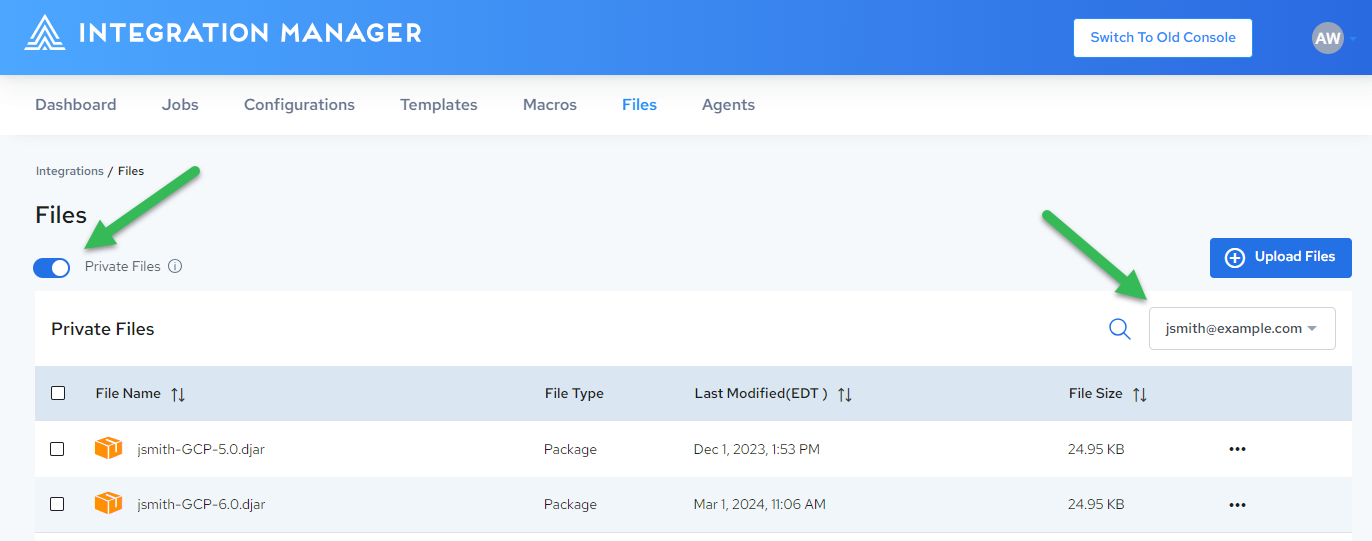 INTEGRATION MANAGER
Switch To Old Console
AW
Dashboard Jobs Configurations Templates Macros Files Agents
Integrations / Files
Files
Private Files
Upload Files
Private Files
jsmith@example.com
File Name File Type Last Modified(EDT ) File Size
jsmith-GCP-5.0.djar Package Dec 1, 2023, 1:53 PM 24.95 KB
jsmith-GCP-6.0.djar Package Mar 1, 2024, 11:06 AM 24.95 KB